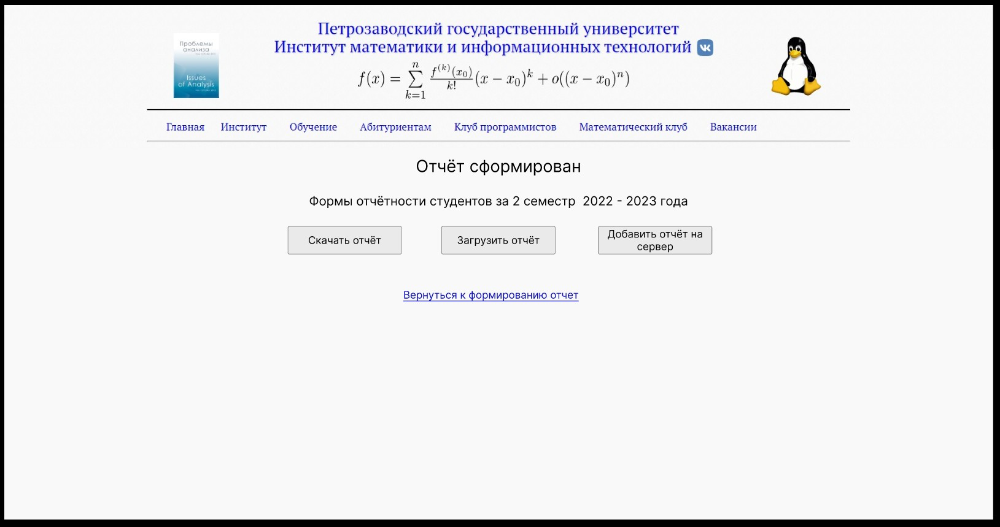 Петрозаводский государственный университет
Институт математики и информационных технологий
Проблемы
анализа
Issues
of Analysis
f(x) = \sum_{k=1}^{n} \frac{f^{(k)}(x_0)}{k!}(x − x_0)^k + o((x − x_0)^n)
Главная Институт Обучение Абитуриентам Клуб программистов Математический клуб Вакансии
Отчёт сформирован
Формы отчётности студентов за 2 семестр 2022 - 2023 года
Скачать отчёт Загрузить отчёт Добавить отчёт на
сервер
Вернуться к формированию отчет